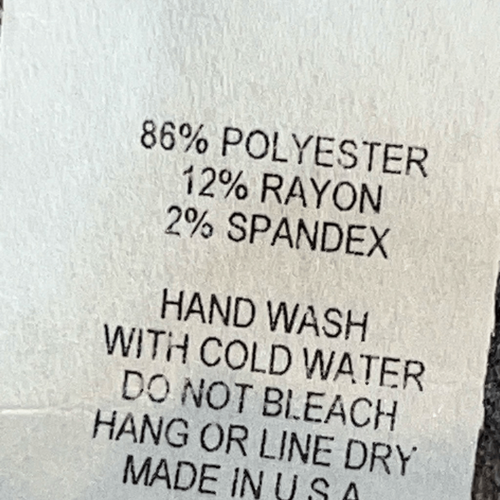 86% POLYESTER
12% RAYON
2% SPANDEX
HAND WASH
WITH COLD WATER
DO NOT BLEACH
HANG OR LINE DRY
MADE IN U.S.A